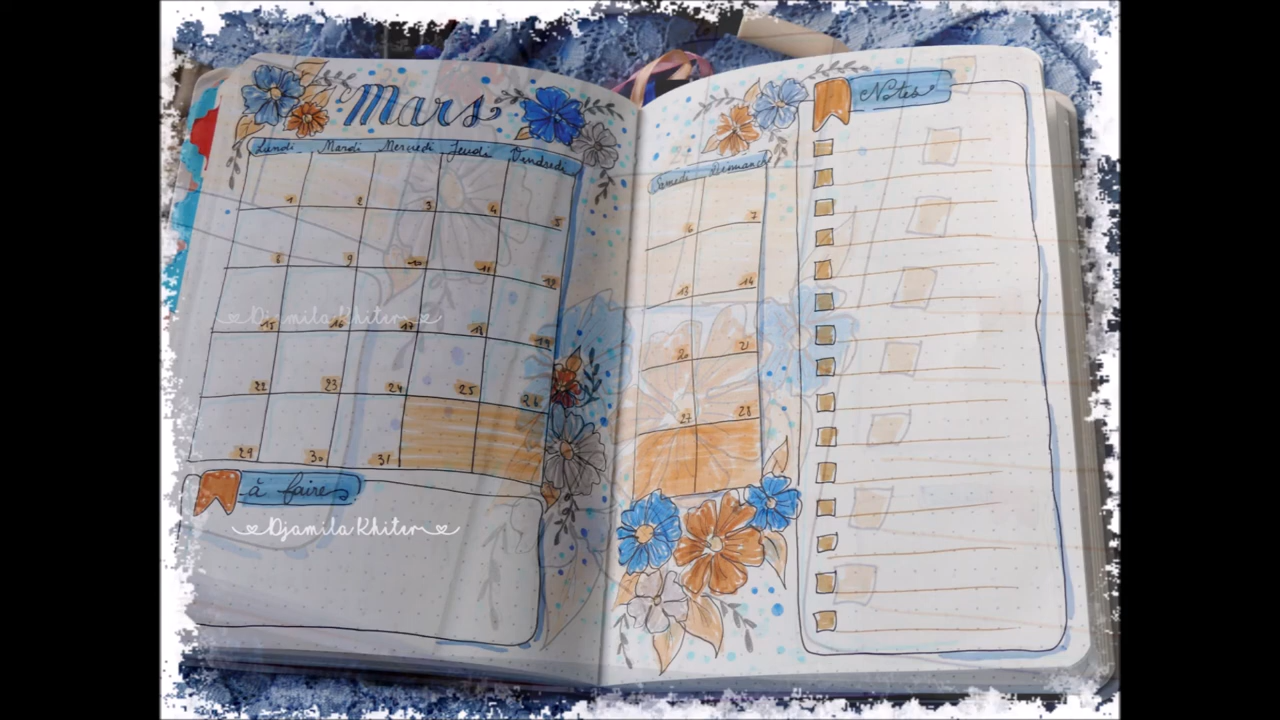 Mars
Lundi Mardi Mercredi Jeudi Vendredi
1 2 3 4 5
8 9 10 11 12
15 16 17 18 19
22 23 24 25 26
29 30 31
à faire
Djamila Khiter
Djamila Khiter
Samedi Dimanche
6 7
13 14
20 21
27 28
Notes